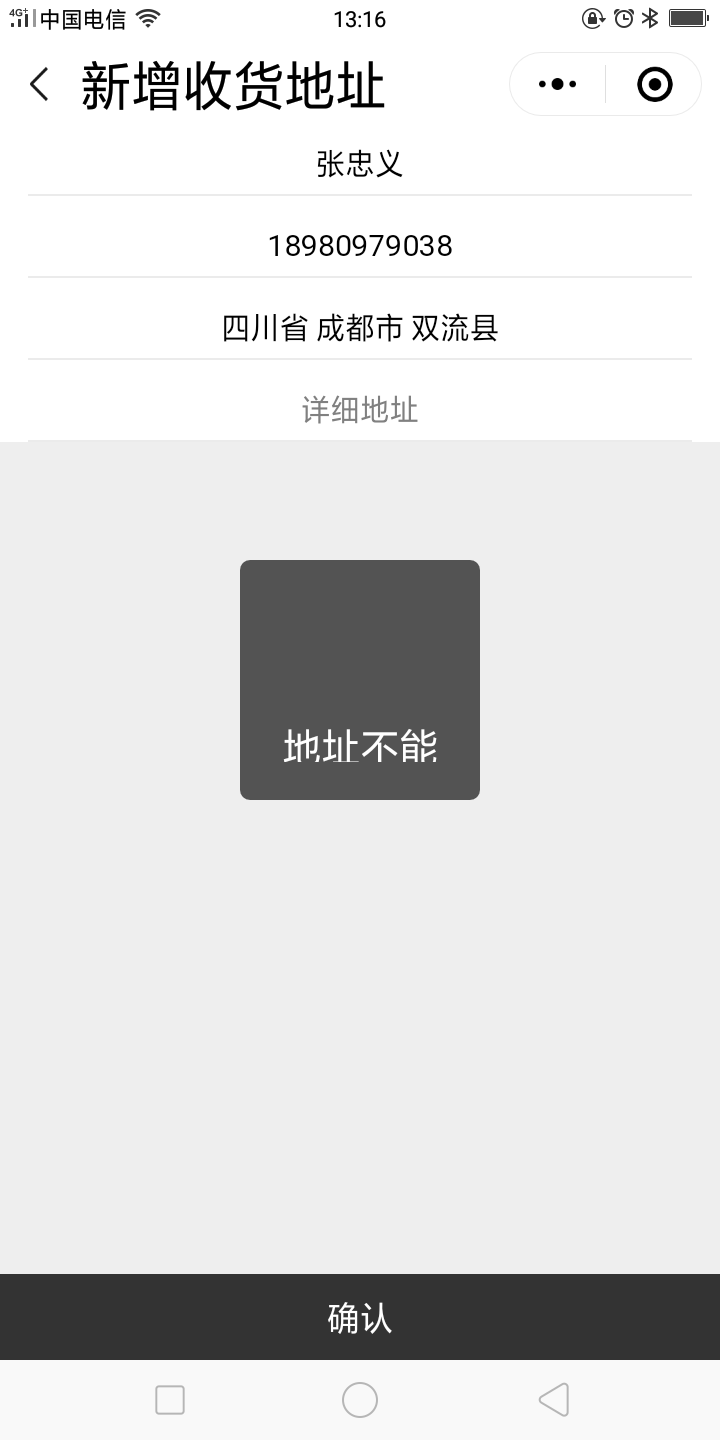 4G+ 中国电信 13:16
新增收货地址
张忠义
18980979038
四川省 成都市 双流县
详细地址
地址不能
确认